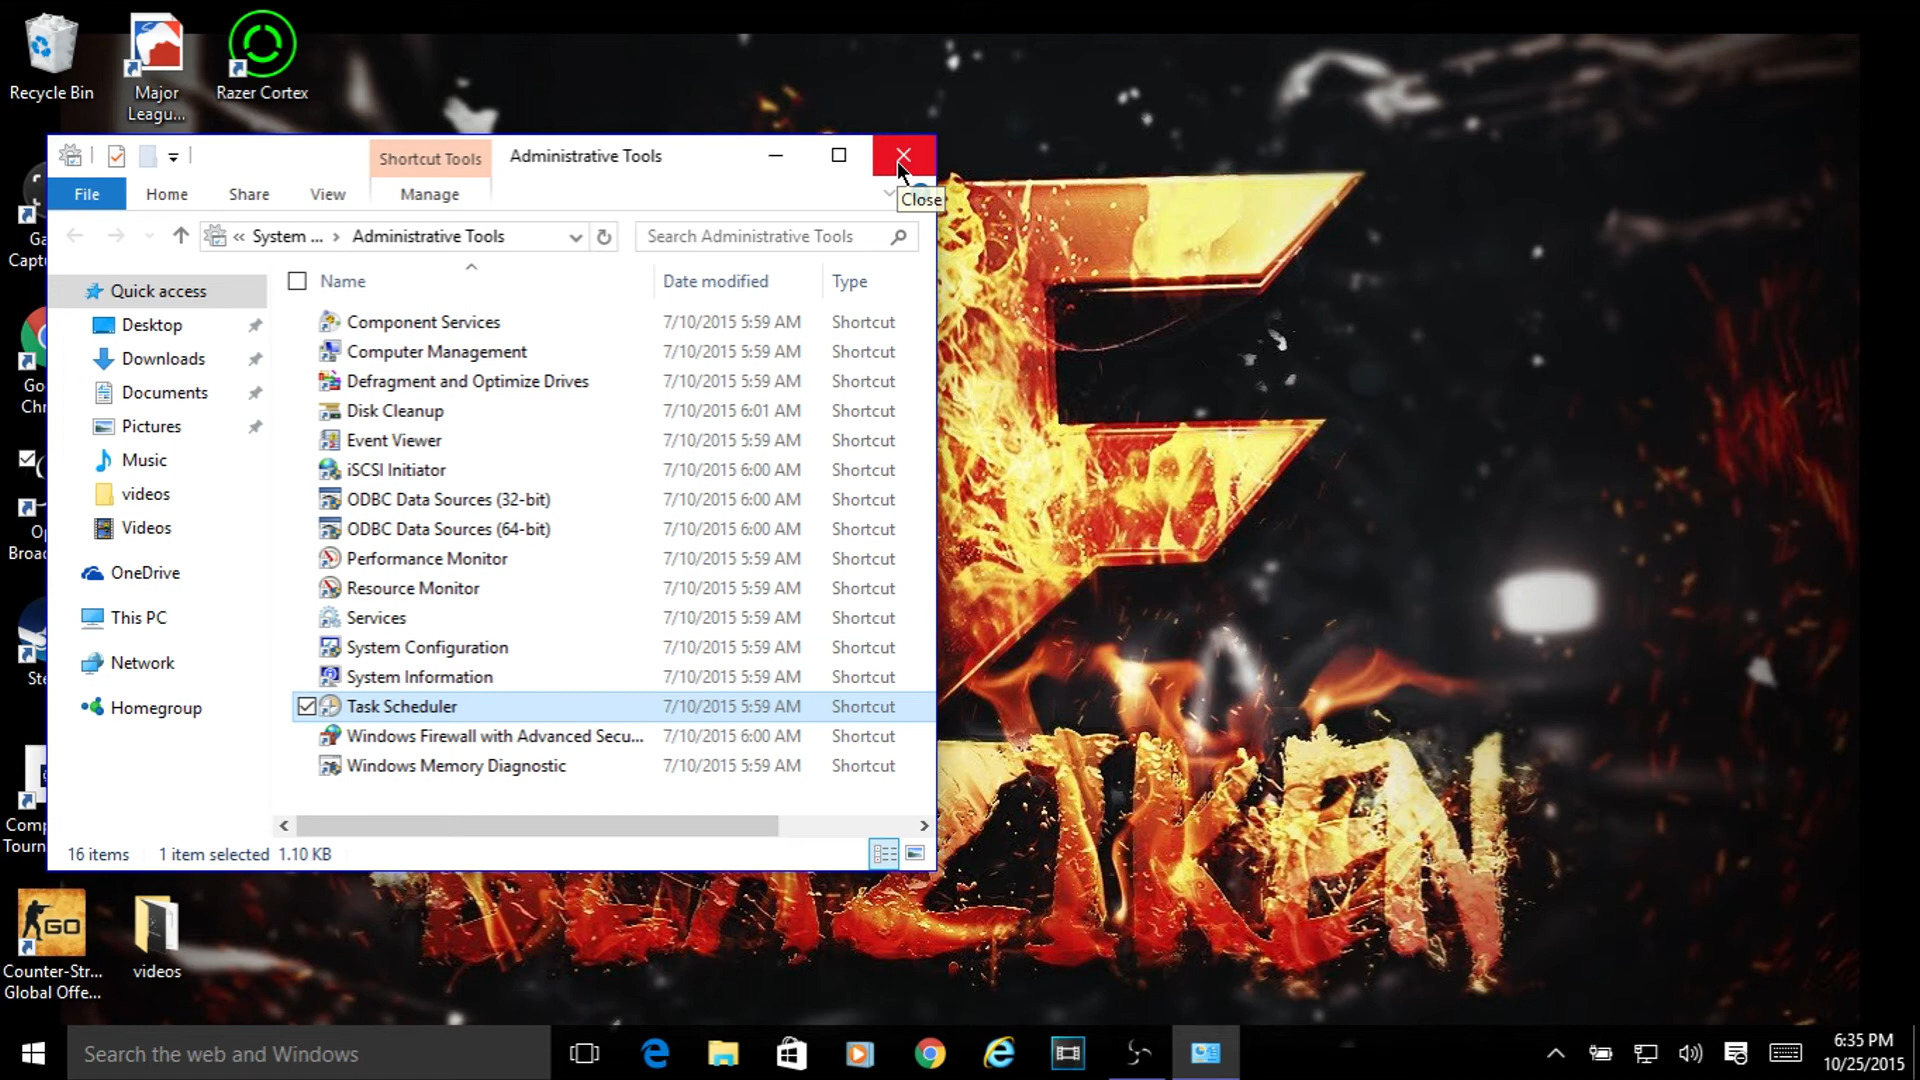 Recycle Bin
Major
Leagu...
Razer Cortex
Shortcut Tools
Administrative Tools
File
Home
Share
View
Manage
Close
« System ... › Administrative Tools
Search Administrative Tools
Name
Date modified
Type
Quick access
Desktop
Downloads
Documents
Pictures
Music
videos
Videos
OneDrive
This PC
Network
Homegroup
Component Services 7/10/2015 5:59 AM Shortcut
Computer Management 7/10/2015 5:59 AM Shortcut
Defragment and Optimize Drives 7/10/2015 5:59 AM Shortcut
Disk Cleanup 7/10/2015 6:01 AM Shortcut
Event Viewer 7/10/2015 5:59 AM Shortcut
iSCSI Initiator 7/10/2015 6:00 AM Shortcut
ODBC Data Sources (32-bit) 7/10/2015 6:00 AM Shortcut
ODBC Data Sources (64-bit) 7/10/2015 6:00 AM Shortcut
Performance Monitor 7/10/2015 5:59 AM Shortcut
Resource Monitor 7/10/2015 5:59 AM Shortcut
Services 7/10/2015 5:59 AM Shortcut
System Configuration 7/10/2015 5:59 AM Shortcut
System Information 7/10/2015 5:59 AM Shortcut
Task Scheduler 7/10/2015 5:59 AM Shortcut
Windows Firewall with Advanced Secu... 7/10/2015 6:00 AM Shortcut
Windows Memory Diagnostic 7/10/2015 5:59 AM Shortcut
16 items 1 item selected 1.10 KB
Ga
Captu
Go
Chr
Op
Broad
Ste
Comp
Tourn
GO
Counter-Str...
Global Offe...
videos
E
Search the web and Windows
6:35 PM
10/25/2015